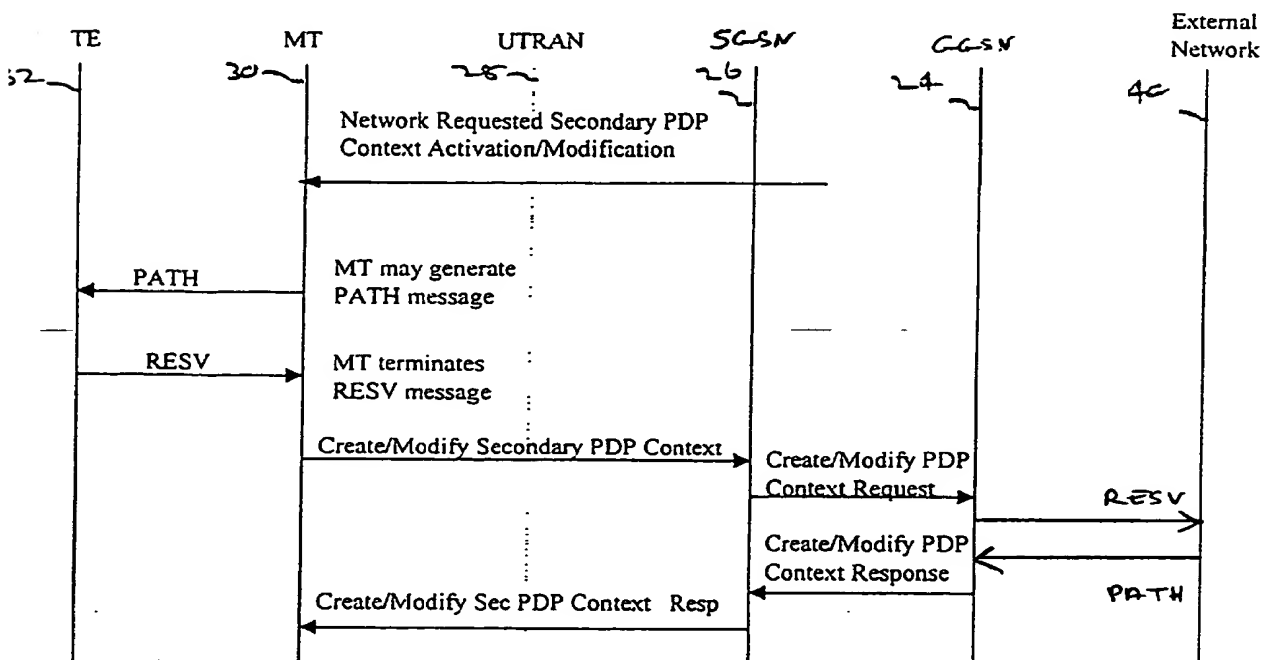 External
Network
TE MT UTRAN SGSN GGSN
30 28 26 24 40
Network Requested Secondary PDP
Context Activation/Modification
PATH
MT may generate
PATH message
RESV
MT terminates
RESV message
Create/Modify Secondary PDP Context
Create/Modify PDP
Context Request
RESV
Create/Modify PDP
Context Response
PATH
Create/Modify Sec PDP Context Resp